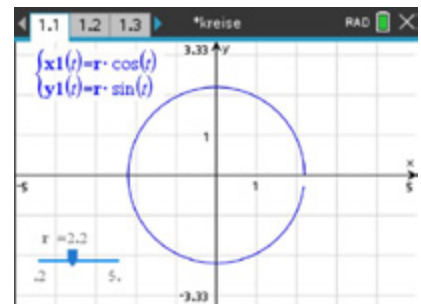 1.1 1.2 1.3 *kreise RAD
x1(t)=r·cos(t)
y1(t)=r·sin(t)
3.33 y
1
x
-5 1 5
r =2.2
.2 5.
-3.33